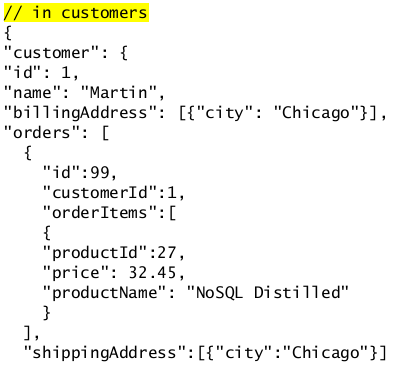 // in customers
{
"customer": {
"id": 1,
"name": "Martin",
"billingAddress": [{"city": "Chicago"}],
"orders": [
  {
    "id":99,
    "customerId":1,
    "orderItems":[
    {
    "productId":27,
    "price": 32.45,
    "productName": "NoSQL Distilled"
    }
  ],
  "shippingAddress":[{"city":"Chicago"}]